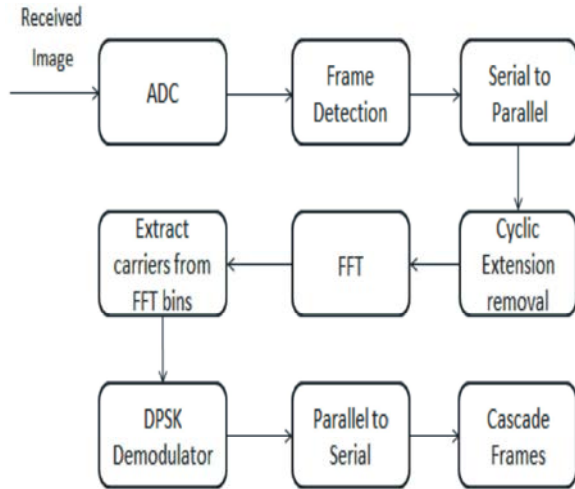 Received
Image
ADC
Frame
Detection
Serial to
Parallel
Extract
carriers from
FFT bins
FFT
Cyclic
Extension
removal
DPSK
Demodulator
Parallel to
Serial
Cascade
Frames